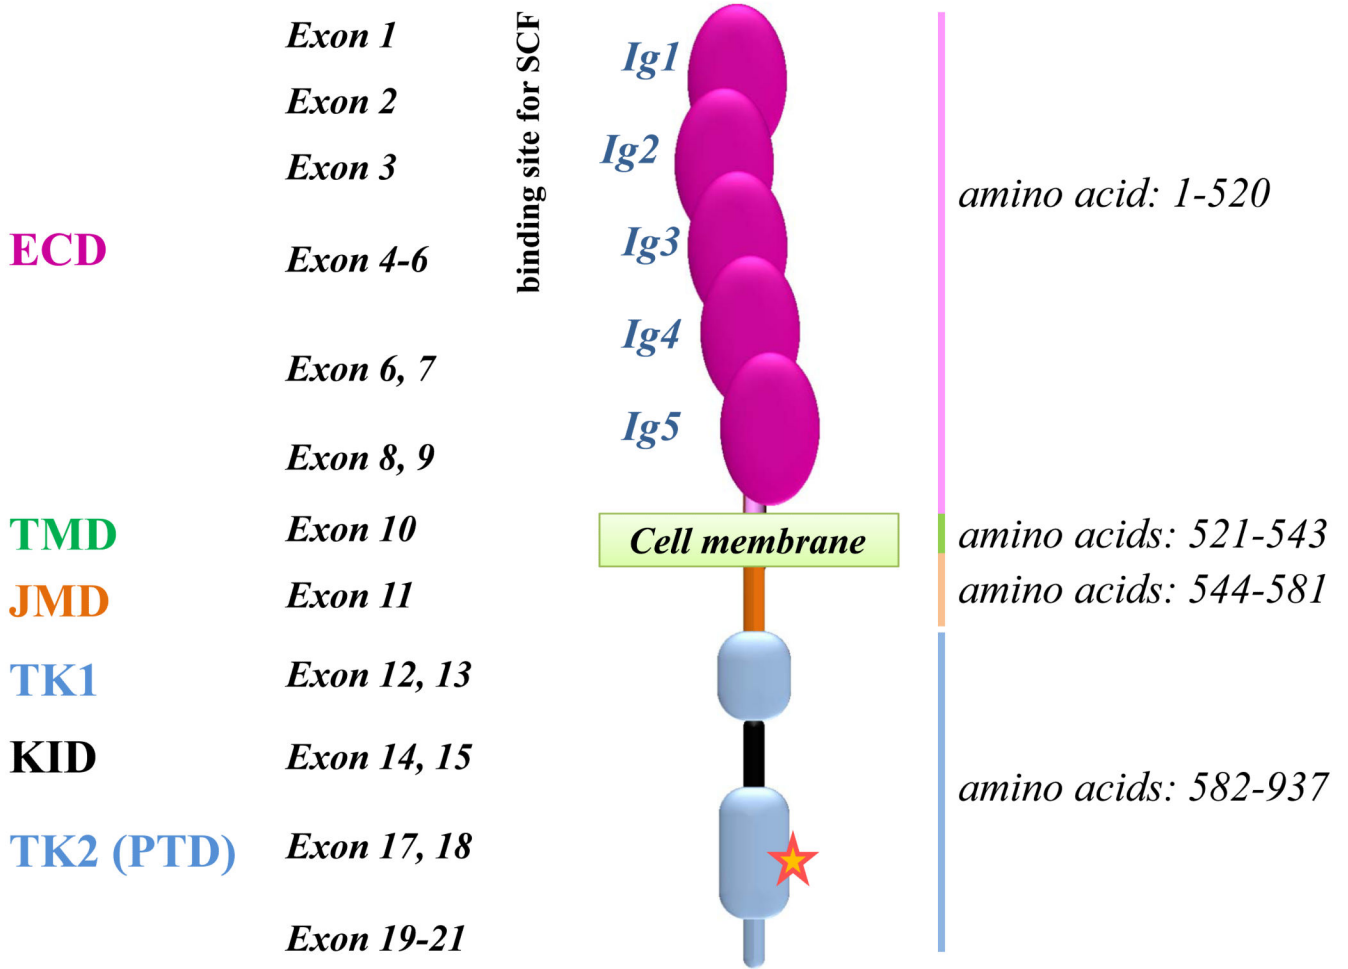 Exon 1
Exon 2
Exon 3
ECD
Exon 4-6
Exon 6, 7
Exon 8, 9
TMD
Exon 10
JMD
Exon 11
TK1
Exon 12, 13
KID
Exon 14, 15
TK2 (PTD)
Exon 17, 18
Exon 19-21
binding site for SCF
Ig1
Ig2
Ig3
Ig4
Ig5
Cell membrane
amino acid: 1-520
amino acids: 521-543
amino acids: 544-581
amino acids: 582-937